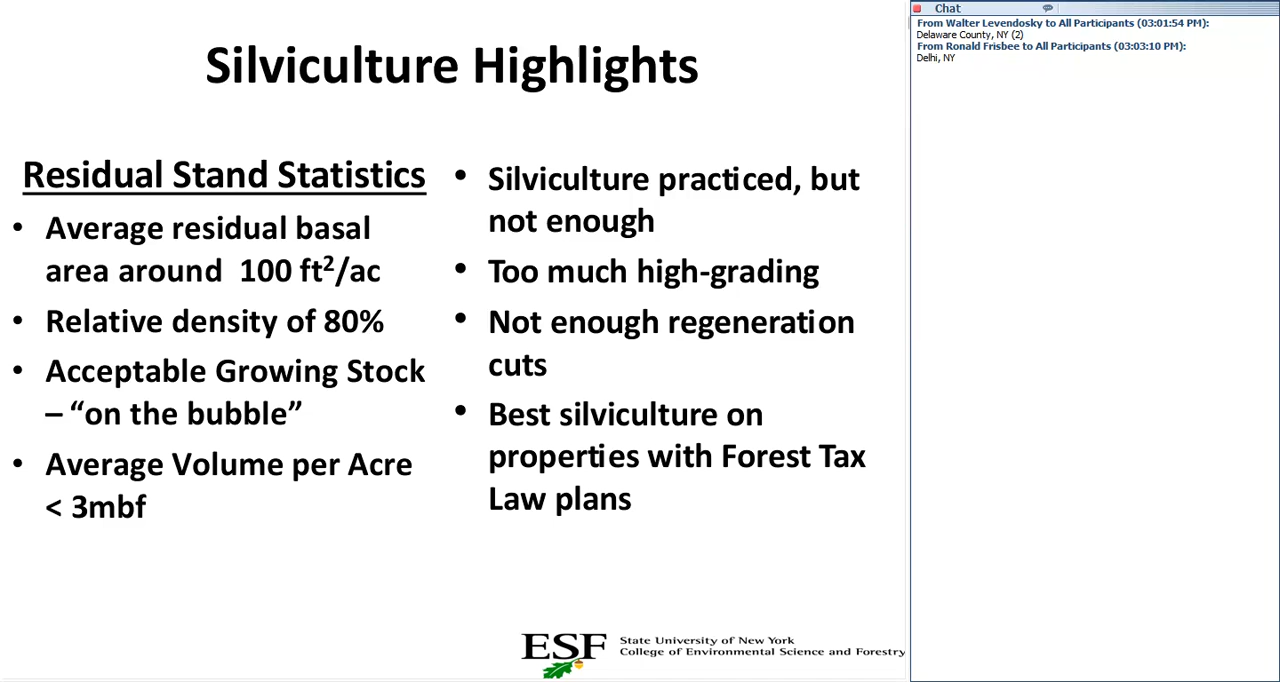 Silviculture Highlights
Residual Stand Statistics
• Average residual basal
area around 100 ft²/ac
• Relative density of 80%
• Acceptable Growing Stock
– “on the bubble”
• Average Volume per Acre
< 3mbf
• Silviculture practiced, but
not enough
• Too much high-grading
• Not enough regeneration
cuts
• Best silviculture on
properties with Forest Tax
Law plans
ESF
State University of New York
College of Environmental Science and Forestry
Chat
From Walter Levendosky to All Participants (03:01:54 PM):
Delaware County, NY (2)
From Ronald Frisbee to All Participants (03:03:10 PM):
Delhi, NY